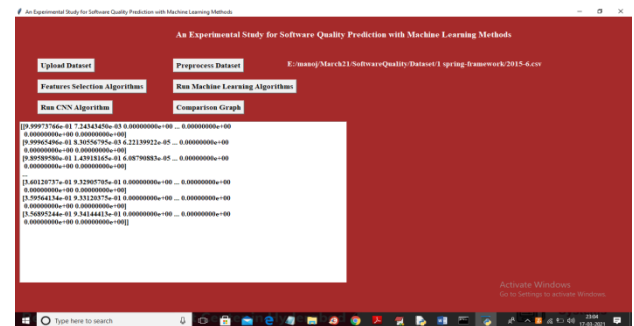 An Experimental Study for Software Quality Prediction with Machine Learning Methods
An Experimental Study for Software Quality Prediction with Machine Learning Methods
Upload Dataset
Preprocess Dataset
E:/manoj/March21/SoftwareQuality/Dataset/1 spring-framework/2015-6.csv
Features Selection Algorithms
Run Machine Learning Algorithms
Run CNN Algorithm
Comparison Graph
[[9.99973766e-01 7.24343450e-03 0.00000000e+00 ... 0.00000000e+00
0.00000000e+00 0.00000000e+00]
[9.99965496e-01 8.30556795e-03 6.22139922e-05 ... 0.00000000e+00
0.00000000e+00 0.00000000e+00]
[9.89589580e-01 1.43918165e-01 6.08790883e-05 ... 0.00000000e+00
0.00000000e+00 0.00000000e+00]
...
[3.60120737e-01 9.32905705e-01 0.00000000e+00 ... 0.00000000e+00
0.00000000e+00 0.00000000e+00]
[3.59564134e-01 9.33120375e-01 0.00000000e+00 ... 0.00000000e+00
0.00000000e+00 0.00000000e+00]
[3.56895244e-01 9.34144413e-01 0.00000000e+00 ... 0.00000000e+00
0.00000000e+00 0.00000000e+00]]
Activate Windows
Go to Settings to activate Windows.
Type here to search
23:04
17-03-2021